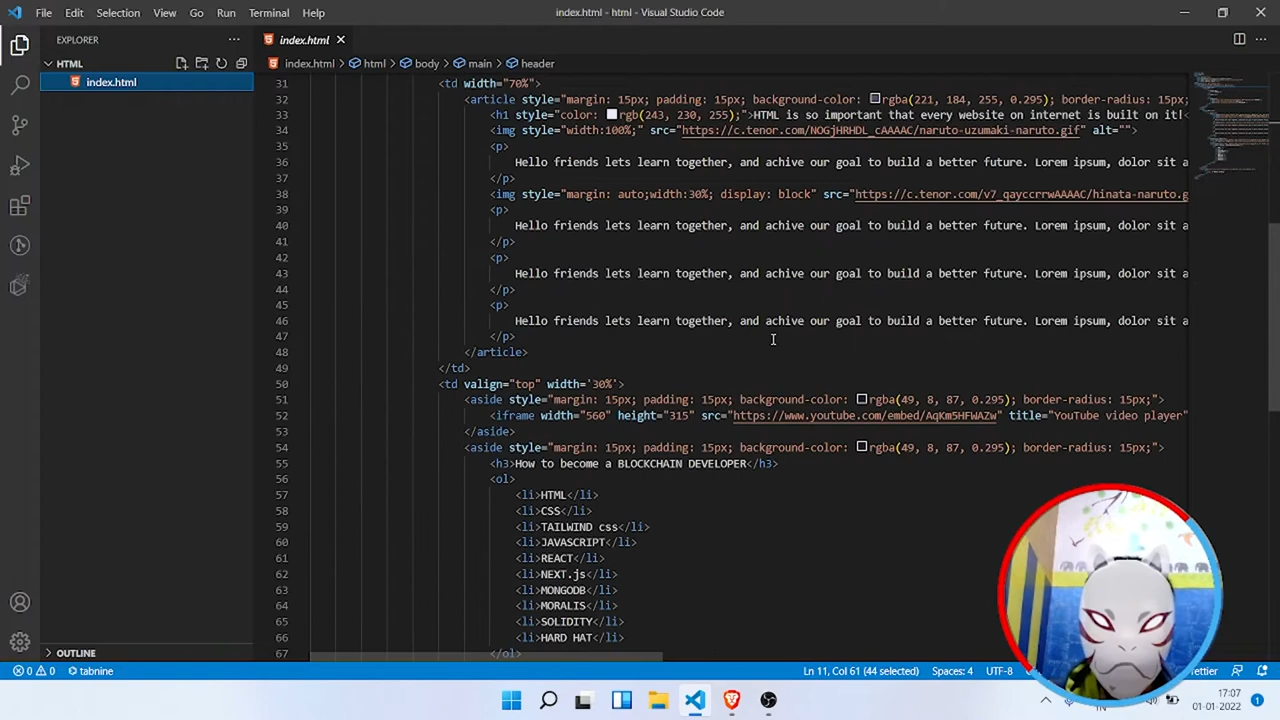 File Edit Selection View Go Run Terminal Help
index.html - html - Visual Studio Code
EXPLORER
HTML
index.html
OUTLINE
index.html
index.html html body main header
31 <td width="70%">
32 <article style="margin: 15px; padding: 15px; background-color: rgba(221, 184, 255, 0.295); border-radius: 15px;
33 <h1 style="color: rgb(243, 230, 255);">HTML is so important that every website on internet is built on it!<
34 <img style="width:100%;" src="https://c.tenor.com/NOGjHRHDL_cAAAAC/naruto-uzumaki-naruto.gif" alt="">
35 <p>
36 Hello friends lets learn together, and achive our goal to build a better future. Lorem ipsum, dolor sit a
37 </p>
38 <img style="margin: auto;width:30%; display: block" src="https://c.tenor.com/v7_qayccrrwAAAAC/hinata-naruto.g
39 <p>
40 Hello friends lets learn together, and achive our goal to build a better future. Lorem ipsum, dolor sit a
41 </p>
42 <p>
43 Hello friends lets learn together, and achive our goal to build a better future. Lorem ipsum, dolor sit a
44 </p>
45 <p>
46 Hello friends lets learn together, and achive our goal to build a better future. Lorem ipsum, dolor sit a
47 </p>
48 </article>
49 </td>
50 <td valign="top" width='30%'>
51 <aside style="margin: 15px; padding: 15px; background-color: rgba(49, 8, 87, 0.295); border-radius: 15px;">
52 <iframe width="560" height="315" src="https://www.youtube.com/embed/AqKm5HFWAZw" title="YouTube video player"
53 </aside>
54 <aside style="margin: 15px; padding: 15px; background-color: rgba(49, 8, 87, 0.295); border-radius: 15px;">
55 <h3>How to become a BLOCKCHAIN DEVELOPER</h3>
56 <ol>
57 <li>HTML</li>
58 <li>CSS</li>
59 <li>TAILWIND css</li>
60 <li>JAVASCRIPT</li>
61 <li>REACT</li>
62 <li>NEXT.js</li>
63 <li>MONGODB</li>
64 <li>MORALIS</li>
65 <li>SOLIDITY</li>
66 <li>HARD HAT</li>
67 </ol>
0 0 tabnine Ln 11, Col 61 (44 selected) Spaces: 4 UTF-8 ettier
17:07
01-01-2022
1